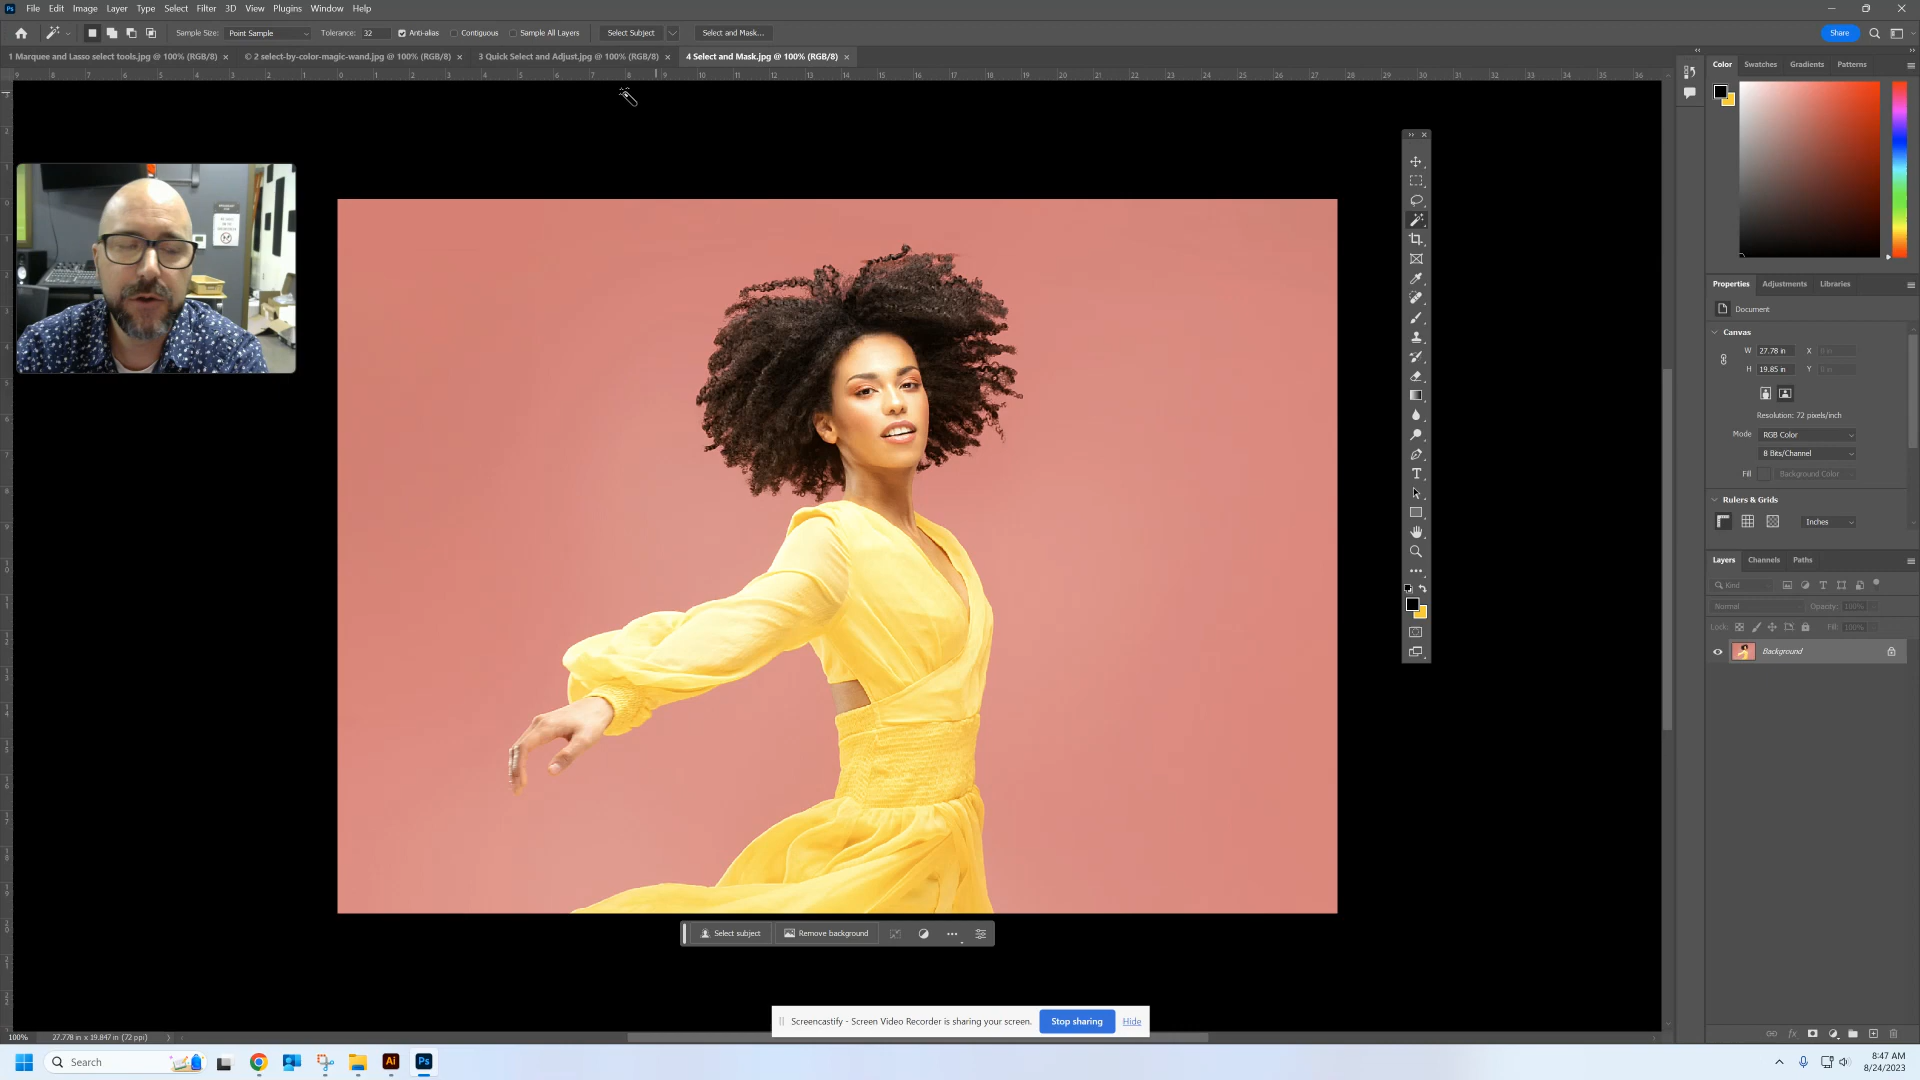 Ps File Edit Image Layer Type Select Filter 3D View Plugins Window Help
Sample Size: Point Sample Tolerance: 32 Anti-alias Contiguous Sample All Layers Select Subject Select and Mask... Share
1 Marquee and Lasso select tools.jpg @ 100% (RGB/8) × © 2 select-by-color-magic-wand.jpg @ 100% (RGB/8) × 3 Quick Select and Adjust.jpg @ 100% (RGB/8) × 4 Select and Mask.jpg @ 100% (RGB/8) ×
Color Swatches Gradients Patterns
Properties Adjustments Libraries
Document
Canvas
W 27.78 in X 0 in
H 19.85 in Y 0 in
Resolution: 72 pixels/inch
Mode RGB Color
8 Bits/Channel
Fill Background Color
Rulers & Grids
Inches
Layers Channels Paths
Kind
Normal Opacity: 100%
Lock: Fill: 100%
Background
Select subject Remove background
Screencastify - Screen Video Recorder is sharing your screen. Stop sharing Hide
100% 27.778 in x 19.847 in (72 ppi)
Search Ai Ps
8:47 AM
8/24/2023